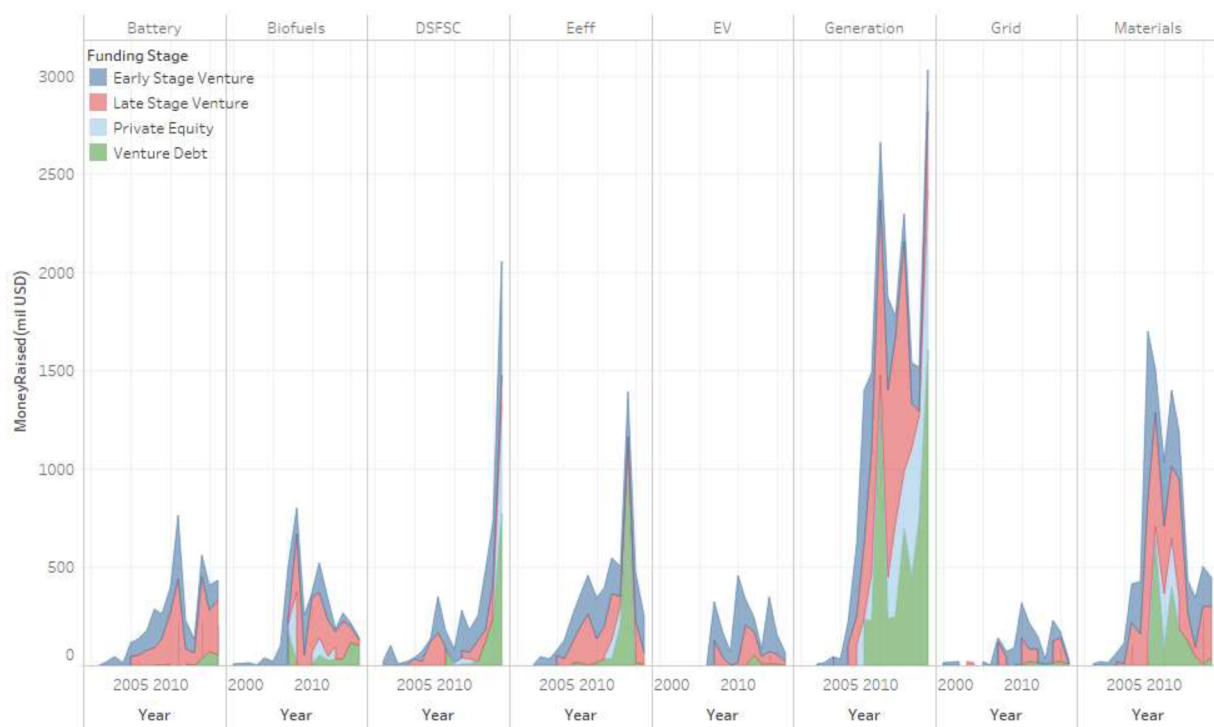 Battery Biofuels DSFSC Eeff EV Generation Grid Materials
Funding Stage
Early Stage Venture
Late Stage Venture
Private Equity
Venture Debt
3000
2500
2000
1500
1000
500
0
MoneyRaised(mil USD)
2005 2010 2000 2010 2005 2010 2005 2010 2000 2010 2005 2010 2000 2010 2005 2010
Year Year Year Year Year Year Year Year